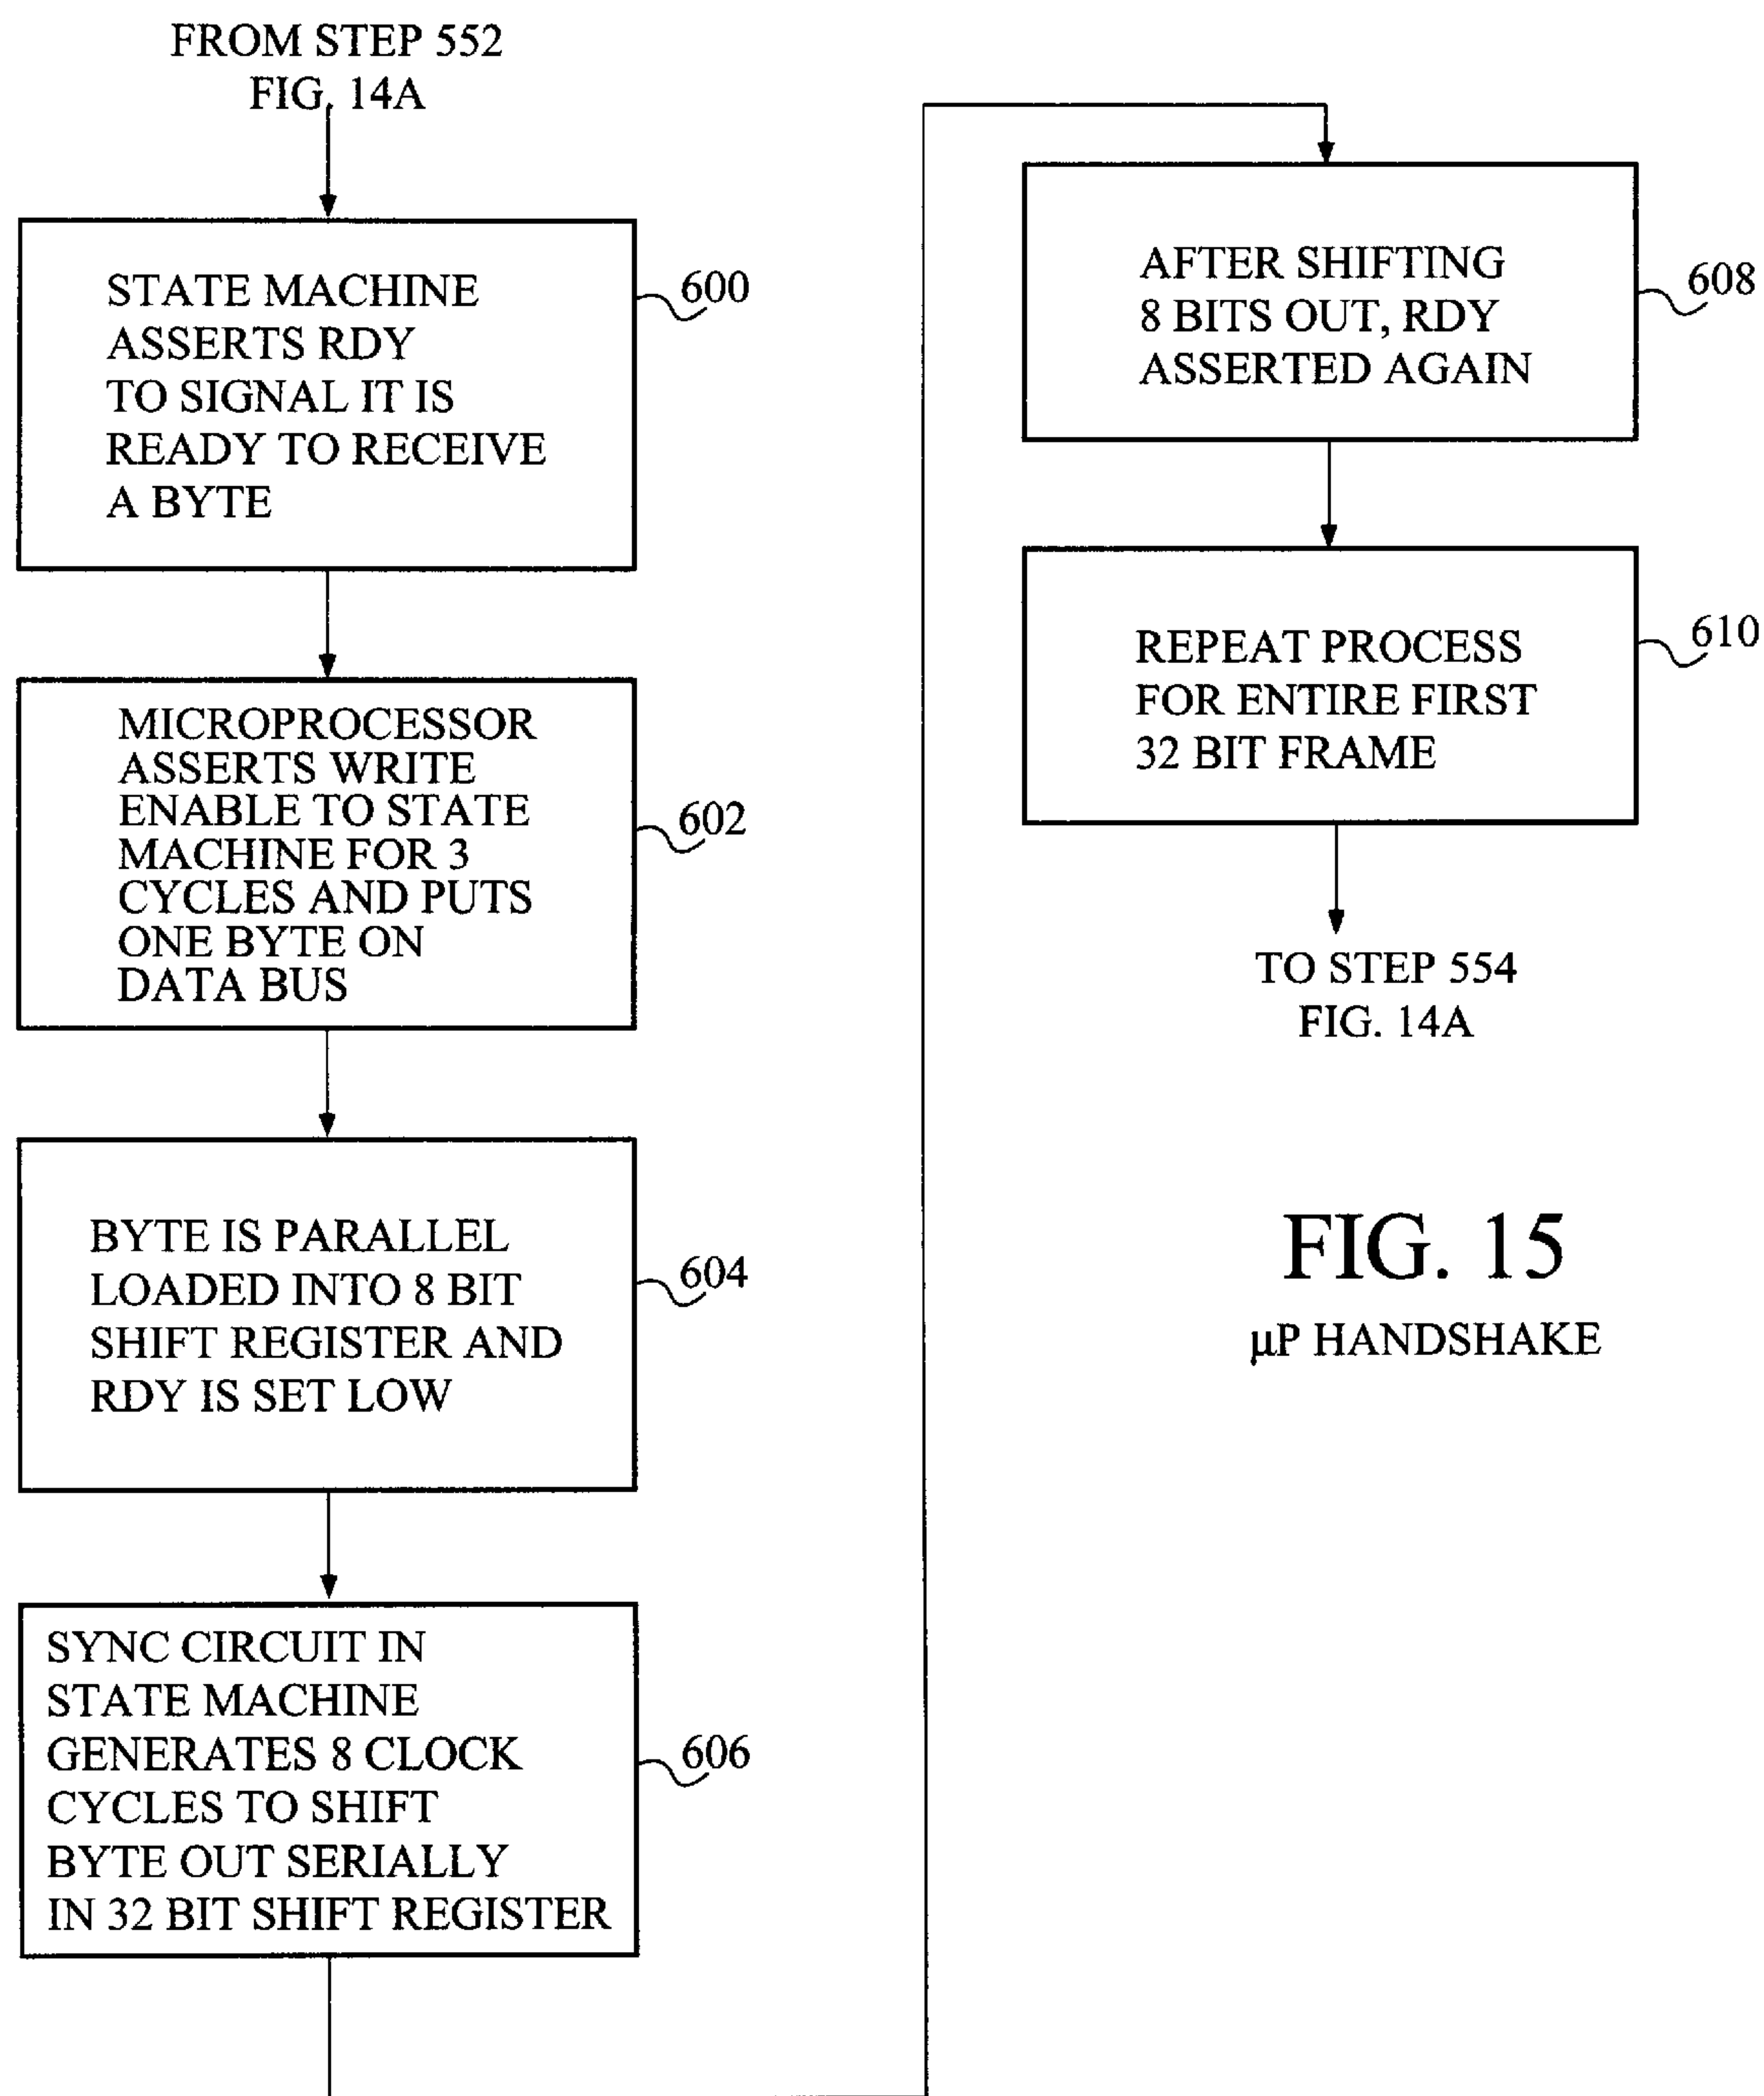 FROM STEP 552
FIG. 14A
STATE MACHINE
ASSERTS RDY
TO SIGNAL IT IS
READY TO RECEIVE
A BYTE
600
MICROPROCESSOR
ASSERTS WRITE
ENABLE TO STATE
MACHINE FOR 3
CYCLES AND PUTS
ONE BYTE ON
DATA BUS
602
BYTE IS PARALLEL
LOADED INTO 8 BIT
SHIFT REGISTER AND
RDY IS SET LOW
604
SYNC CIRCUIT IN
STATE MACHINE
GENERATES 8 CLOCK
CYCLES TO SHIFT
BYTE OUT SERIALLY
IN 32 BIT SHIFT REGISTER
606
AFTER SHIFTING
8 BITS OUT, RDY
ASSERTED AGAIN
608
REPEAT PROCESS
FOR ENTIRE FIRST
32 BIT FRAME
610
TO STEP 554
FIG. 14A
FIG. 15
µP HANDSHAKE